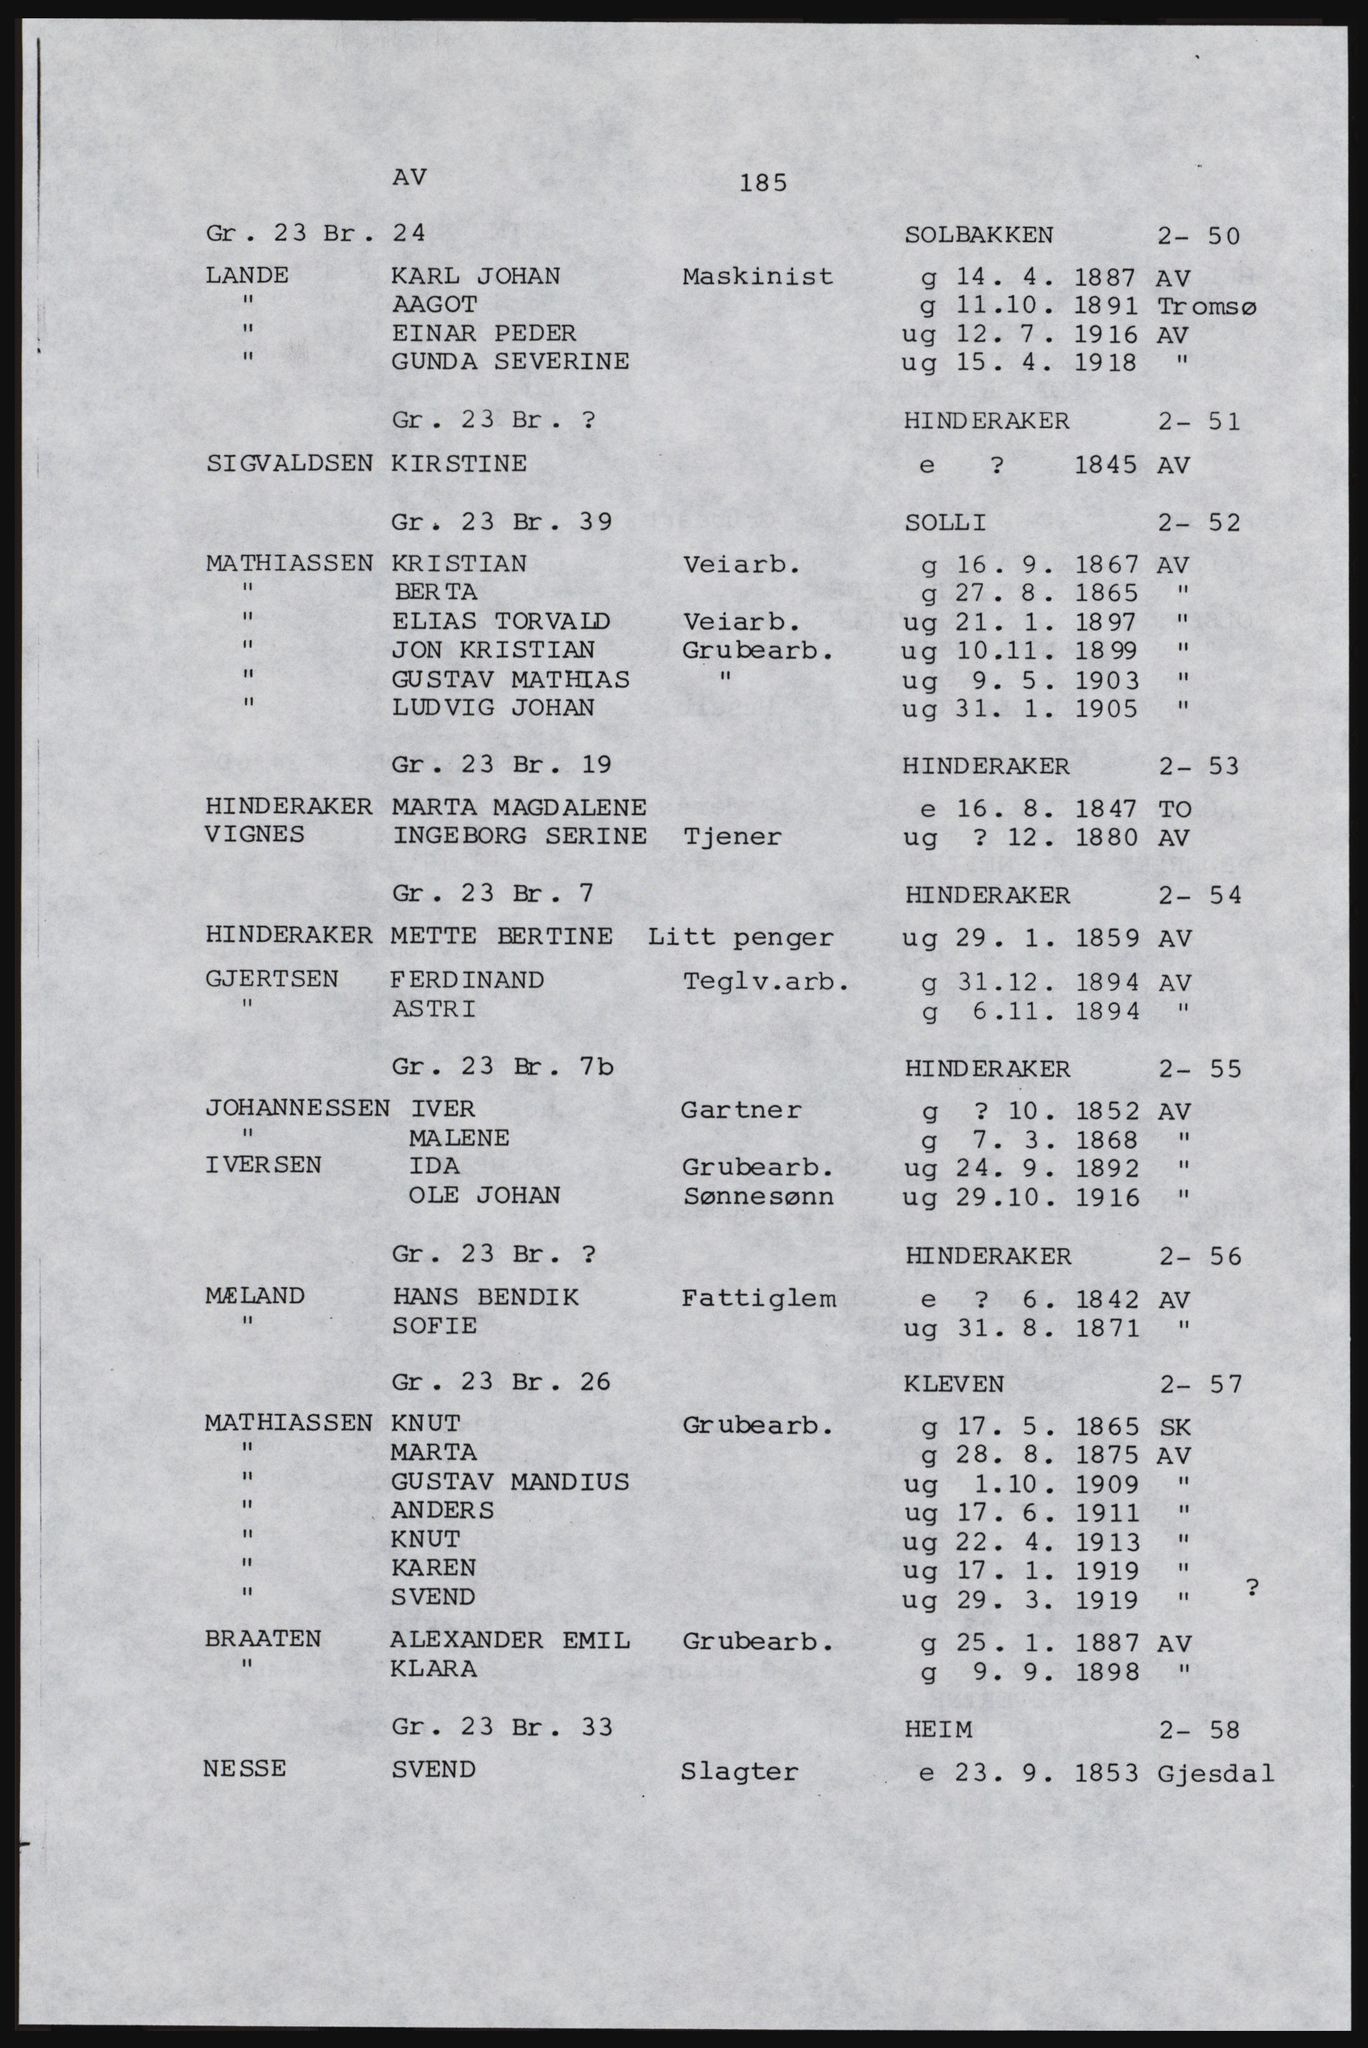 AV 185
Gr. 23 Br. 24 SOLBAKKEN 2- 50
LANDE KARL JOHAN Maskinist g 14. 4. 1887 AV
" AAGOT g 11.10. 1891 Tromsø
" EINAR PEDER ug 12. 7. 1916 AV
" GUNDA SEVERINE ug 15. 4. 1918 "
Gr. 23 Br. ? HINDERAKER 2- 51
SIGVALDSEN KIRSTINE e ? 1845 AV
Gr. 23 Br. 39 SOLLI 2- 52
MATHIASSEN KRISTIAN Veiarb. g 16. 9. 1867 AV
" BERTA g 27. 8. 1865 "
" ELIAS TORVALD Veiarb. ug 21. 1. 1897 "
" JON KRISTIAN Grubearb. ug 10.11. 1899 "
" GUSTAV MATHIAS " ug 9. 5. 1903 "
" LUDVIG JOHAN ug 31. 1. 1905 "
Gr. 23 Br. 19 HINDERAKER 2- 53
HINDERAKER MARTA MAGDALENE e 16. 8. 1847 TO
VIGNES INGEBORG SERINE Tjener ug ? 12. 1880 AV
Gr. 23 Br. 7 HINDERAKER 2- 54
HINDERAKER METTE BERTINE Litt penger ug 29. 1. 1859 AV
GJERTSEN FERDINAND Teglv.arb. g 31.12. 1894 AV
" ASTRI g 6.11. 1894 "
Gr. 23 Br. 7b HINDERAKER 2- 55
JOHANNESSEN IVER Gartner g ? 10. 1852 AV
" MALENE g 7. 3. 1868 "
IVERSEN IDA Grubearb. ug 24. 9. 1892 "
OLE JOHAN Sønnesønn ug 29.10. 1916 "
Gr. 23 Br. ? HINDERAKER 2- 56
MÆLAND HANS BENDIK Fattiglem e ? 6. 1842 AV
" SOFIE ug 31. 8. 1871 "
Gr. 23 Br. 26 KLEVEN 2- 57
MATHIASSEN KNUT Grubearb. g 17. 5. 1865 SK
" MARTA g 28. 8. 1875 AV
" GUSTAV MANDIUS ug 1.10. 1909 "
" ANDERS ug 17. 6. 1911 "
" KNUT ug 22. 4. 1913 "
" KAREN ug 17. 1. 1919 "
" SVEND ug 29. 3. 1919 " ?
BRAATEN ALEXANDER EMIL Grubearb. g 25. 1. 1887 AV
" KLARA g 9. 9. 1898 "
Gr. 23 Br. 33 HEIM 2- 58
NESSE SVEND Slagter e 23. 9. 1853 Gjesdal